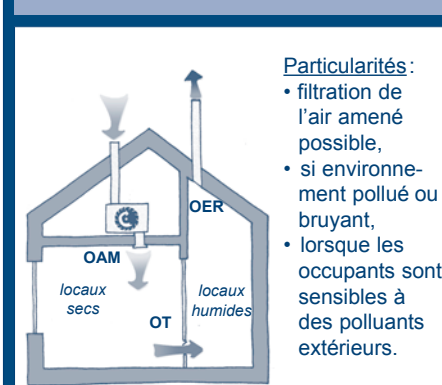 Particularités :
• filtration de
l'air amené
possible,
• si environne-
ment pollué ou
bruyant,
• lorsque les
occupants sont
sensibles à
des polluants
extérieurs.
OER
OAM
locaux
secs
locaux
humides
OT